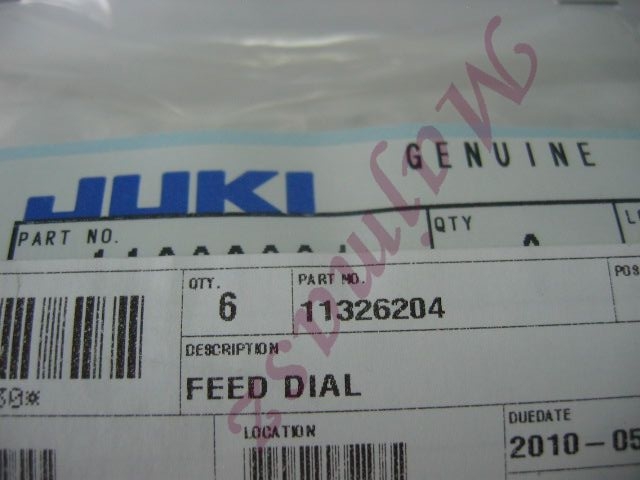 GENUINE
JUKI
PART NO.
QTY
QTY.
PART NO.
6
11326204
DESCRIPTION
FEED DIAL
LOCATION
DUEDATE
2010-05